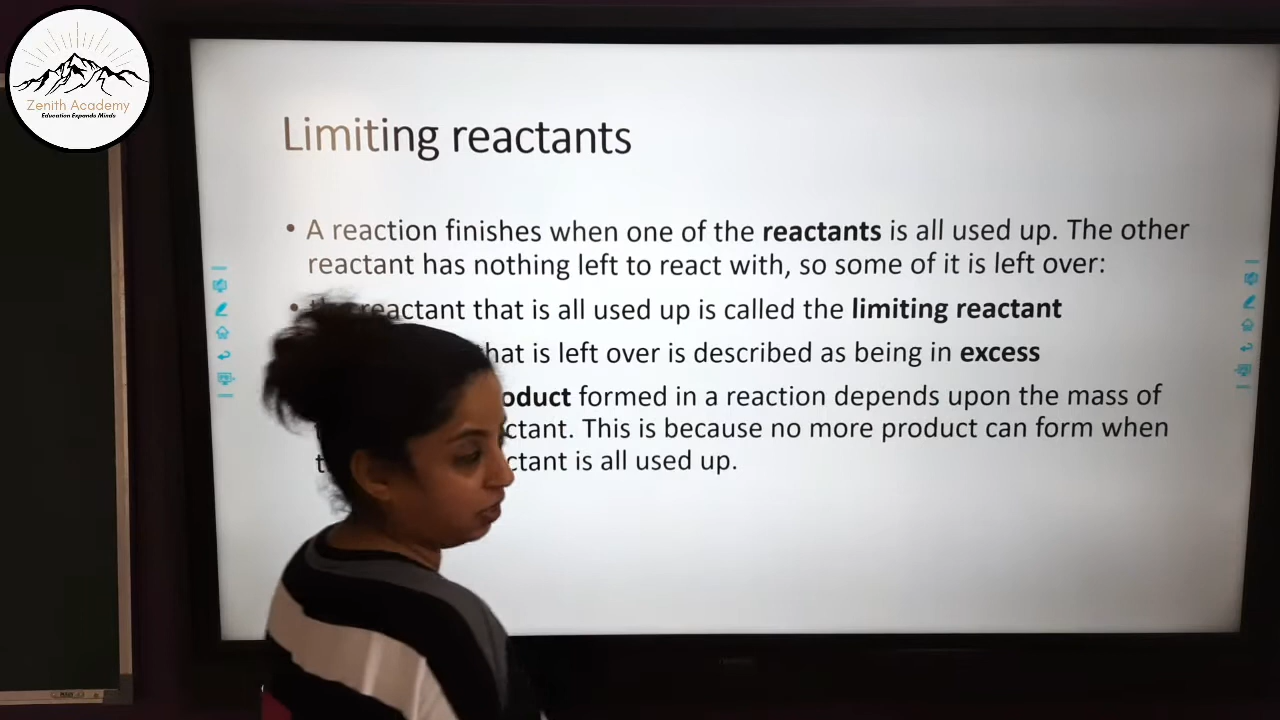 Zenith Academy
Education Expands Minds
Limiting reactants
• A reaction finishes when one of the reactants is all used up. The other
reactant has nothing left to react with, so some of it is left over:
• the reactant that is all used up is called the limiting reactant
that is left over is described as being in excess
formed in a reaction depends upon the mass of
This is because no more product can form when
is all used up.